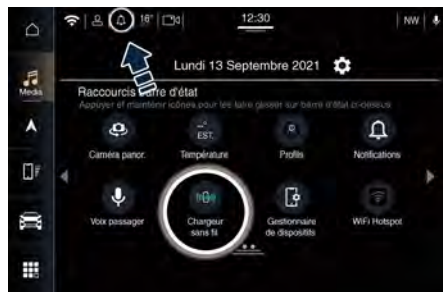 16° 12:30 NW
Lundi 13 Septembre 2021
Media
Raccourcis barre d'état
Appuyer et maintenir icônes pour les faire glisser sur barre d'état ci-dessus
EST.
Caméra panor. Température Profils Notifications
Voix passager Chargeur sans fil Gestionnaire de dispositifs WiFi Hotspot